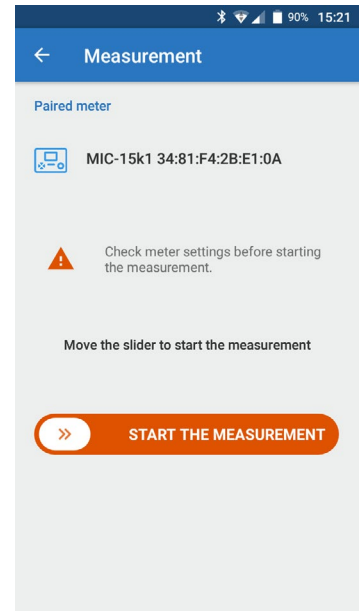 90% 15:21
Measurement
Paired meter
MIC-15k1 34:81:F4:2B:E1:0A
Check meter settings before starting
the measurement.
Move the slider to start the measurement
START THE MEASUREMENT